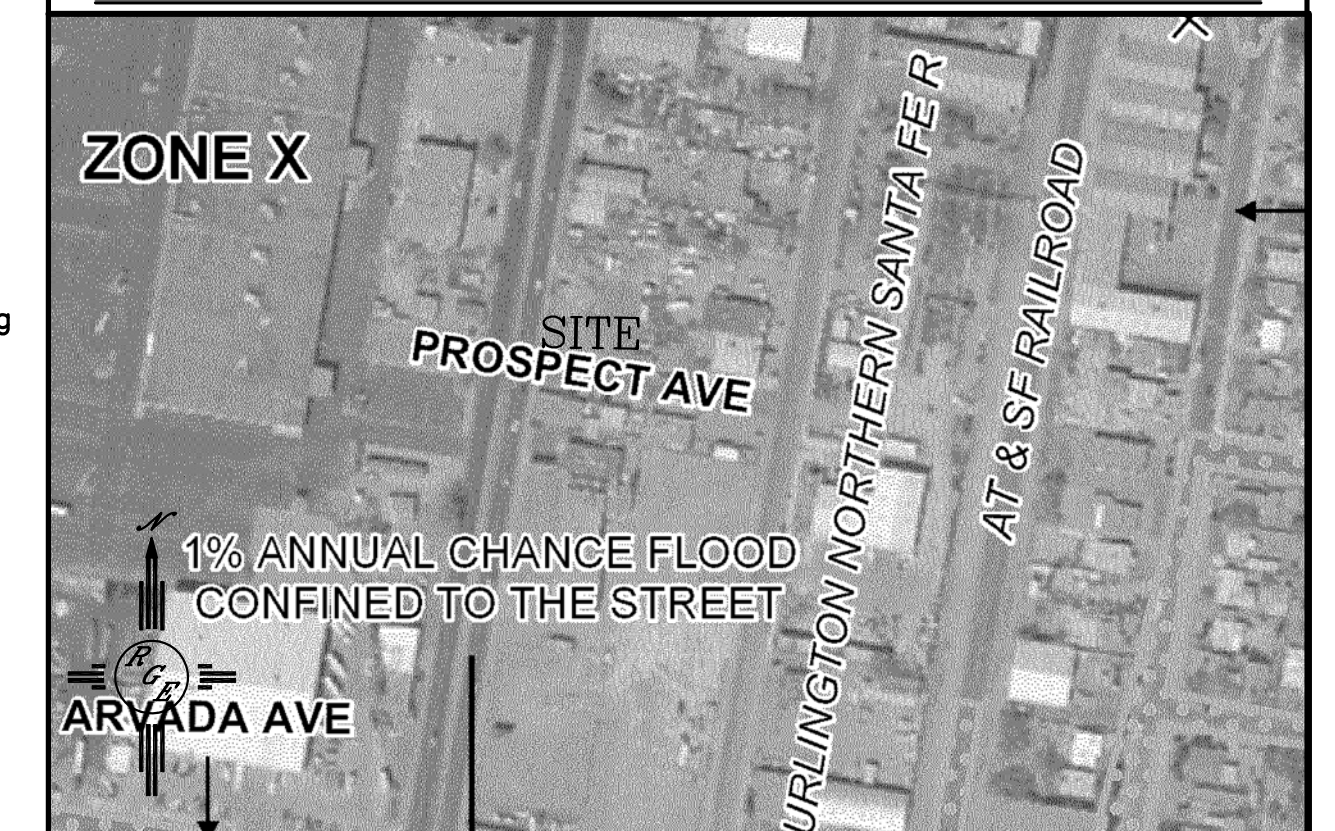 ZONE X
g
SITE
PROSPECT AVE
URLINGTON NORTHERN SANTA FE R
AT & SF RAILROAD
N
1% ANNUAL CHANCE FLOOD
CONFINED TO THE STREET
RGE
ARVADA AVE